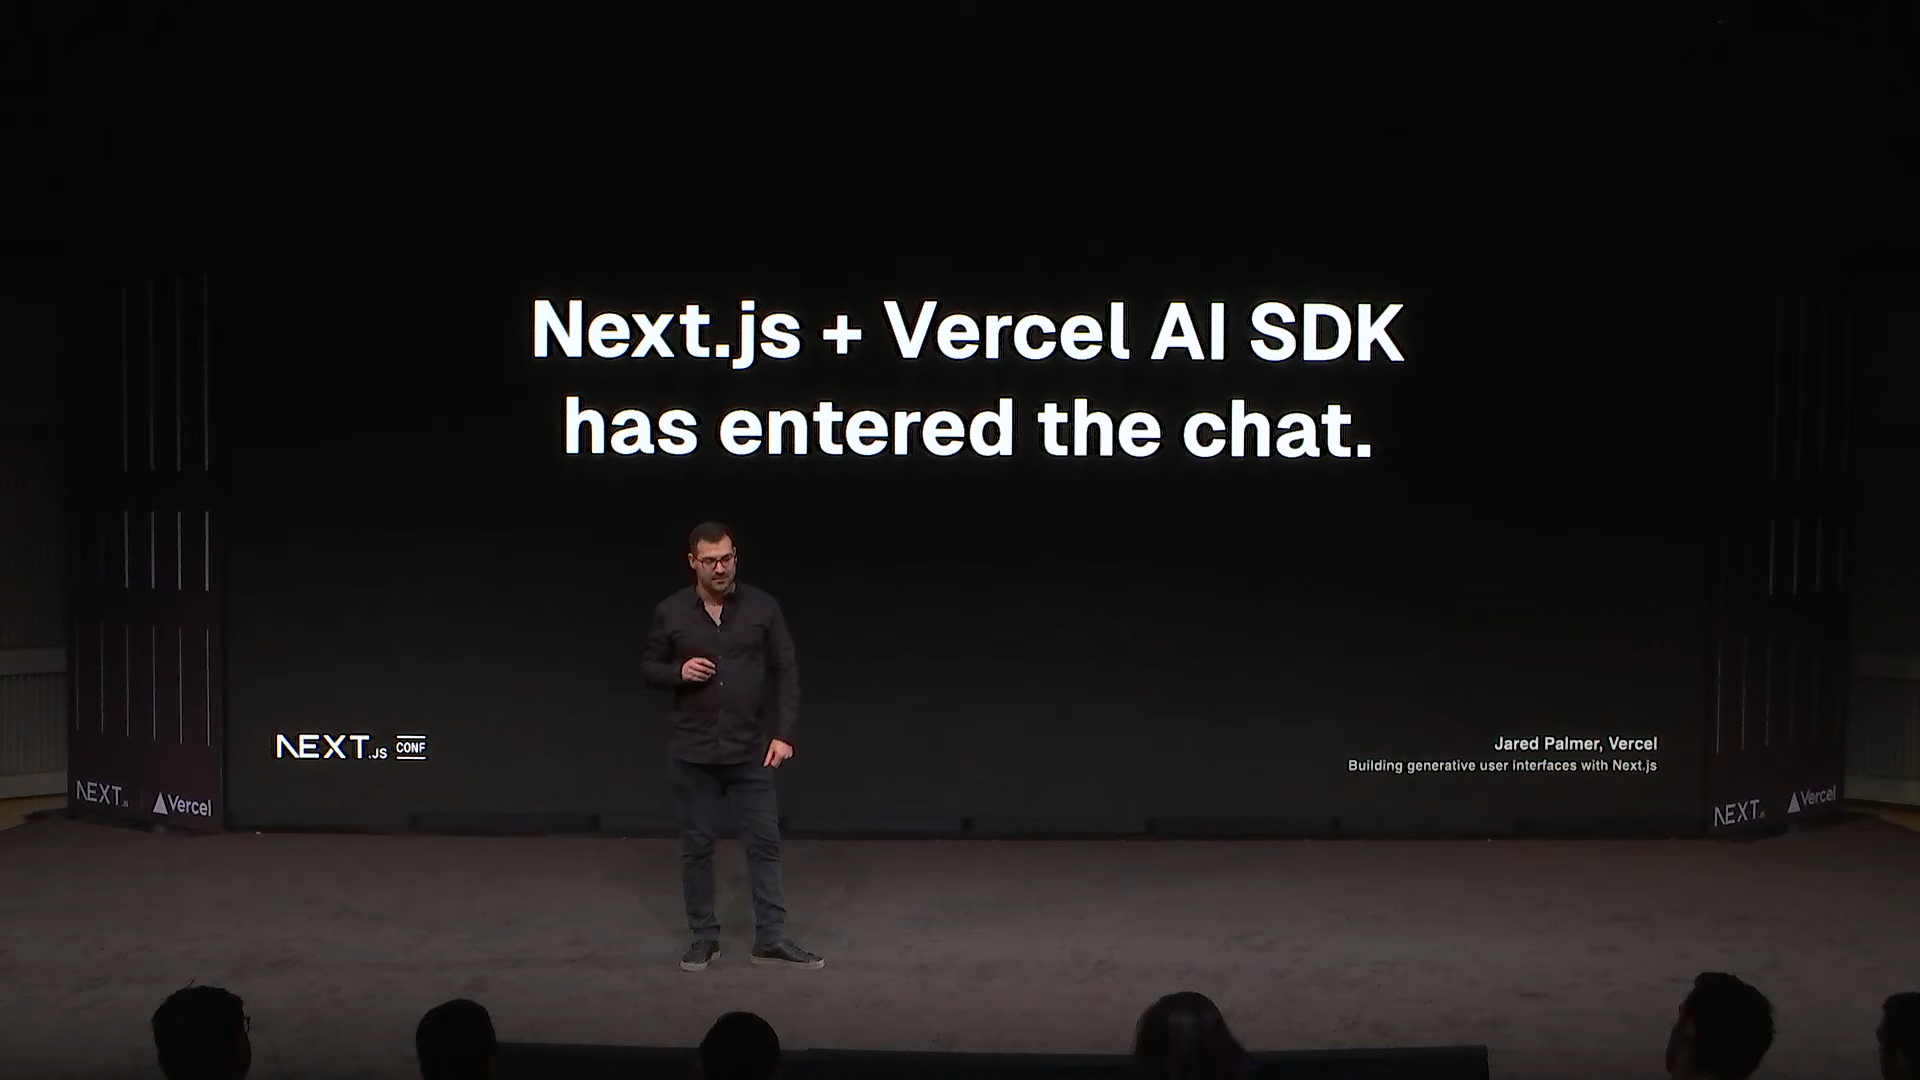 Next.js + Vercel AI SDK
has entered the chat.
NEXT.JS CONF
Jared Palmer, Vercel
Building generative user interfaces with Next.js
NEXT.JS
Vercel
NEXT.JS
Vercel